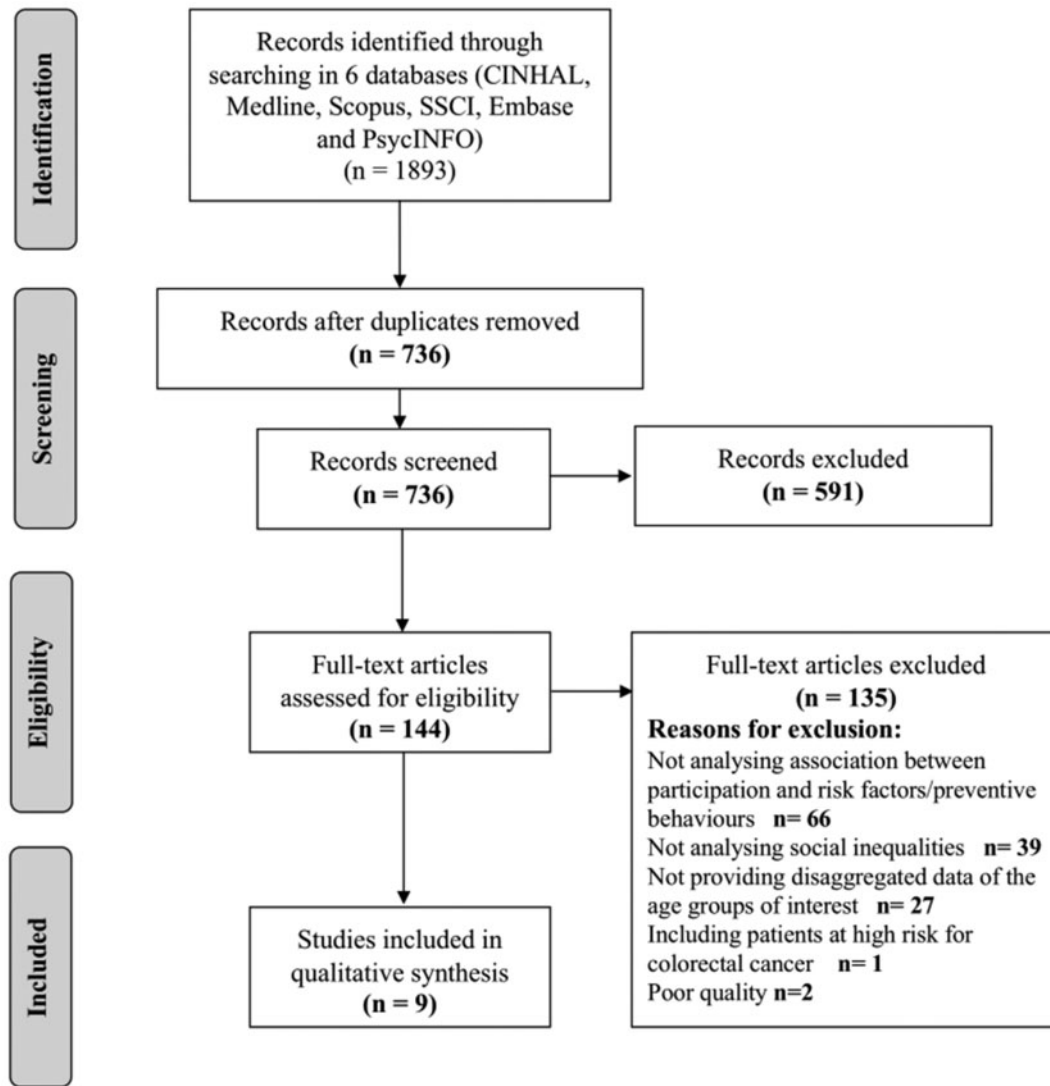 Identification
Records identified through
searching in 6 databases (CINHAL,
Medline, Scopus, SSCI, Embase
and PsycINFO)
(n = 1893)
Screening
Records after duplicates removed
(n = 736)
Records screened
(n = 736)
Records excluded
(n = 591)
Eligibility
Full-text articles
assessed for eligibility
(n = 144)
Full-text articles excluded
(n = 135)
Reasons for exclusion:
Not analysing association between
participation and risk factors/preventive
behaviours n= 66
Not analysing social inequalities n= 39
Not providing disaggregated data of the
age groups of interest n= 27
Including patients at high risk for
colorectal cancer n= 1
Poor quality n=2
Included
Studies included in
qualitative synthesis
(n = 9)